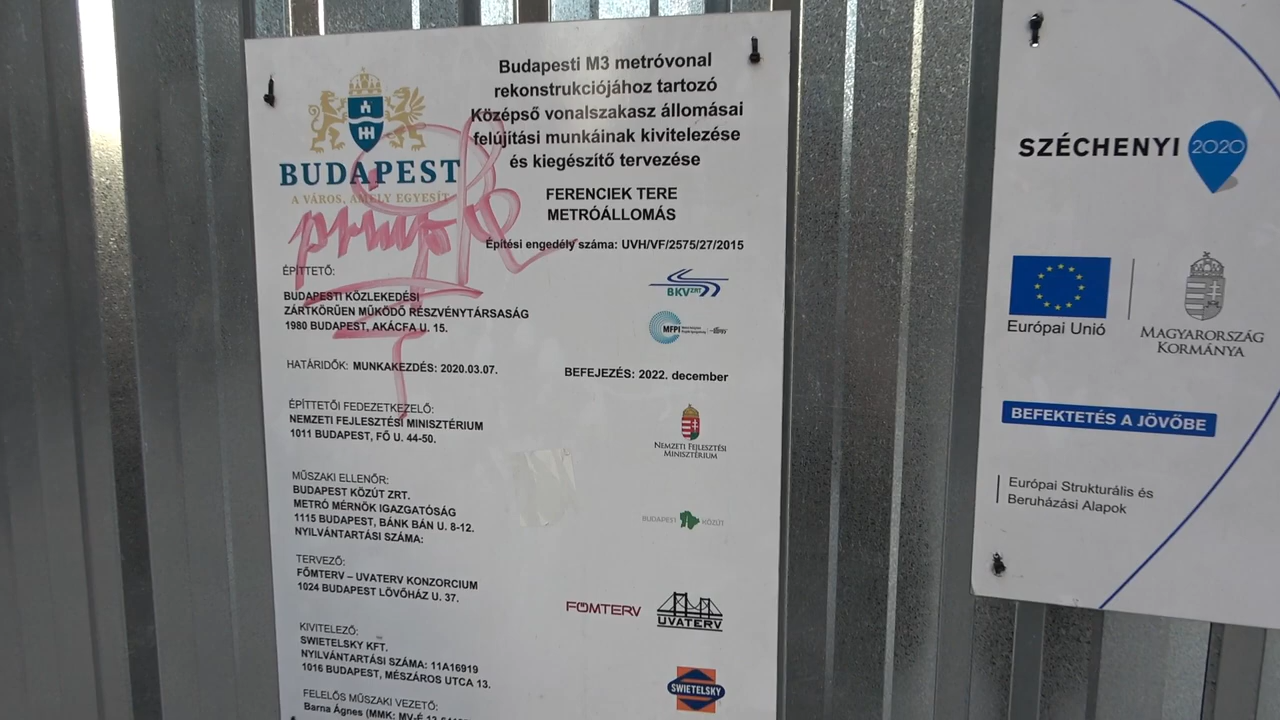 BUDAPEST
A VÁROS, AMELY EGYESÍT
Budapesti M3 metróvonal
rekonstrukciójához tartozó
Középső vonalszakasz állomásai
felújítási munkáinak kivitelezése
és kiegészítő tervezése
FERENCIEK TERE
METRÓÁLLOMÁS
Építési engedély száma: UVH/VF/2575/27/2015
ÉPÍTTETŐ:
BUDAPESTI KÖZLEKEDÉSI
ZÁRTKÖRŰEN MŰKÖDŐ RÉSZVÉNYTÁRSASÁG
1980 BUDAPEST, AKÁCFA U. 15.
BKV ZRT
MFPI
HATÁRIDŐK: MUNKAKEZDÉS: 2020.03.07.
BEFEJEZÉS: 2022. december
ÉPÍTTETŐI FEDEZETKEZELŐ:
NEMZETI FEJLESZTÉSI MINISZTÉRIUM
1011 BUDAPEST, FŐ U. 44-50.
NEMZETI FEJLESZTÉSI
MINISZTÉRIUM
MŰSZAKI ELLENŐR:
BUDAPEST KÖZÚT ZRT.
METRÓ MÉRNÖK IGAZGATÓSÁG
1115 BUDAPEST, BÁNK BÁN U. 8-12.
NYILVÁNTARTÁSI SZÁMA:
BUDAPEST KÖZÚT
TERVEZŐ:
FŐMTERV – UVATERV KONZORCIUM
1024 BUDAPEST LÖVŐHÁZ U. 37.
FŐMTERV
UVATERV
KIVITELEZŐ:
SWIETELSKY KFT.
NYILVÁNTARTÁSI SZÁMA: 11A16919
1016 BUDAPEST, MÉSZÁROS UTCA 13.
SWIETELSKY
FELELŐS MŰSZAKI VEZETŐ:
Barna Ágnes (MMK: MV-É
SZÉCHENYI 2020
Európai Unió
MAGYARORSZÁG
KORMÁNYA
BEFEKTETÉS A JÖVŐBE
Európai Strukturális és
Beruházási Alapok